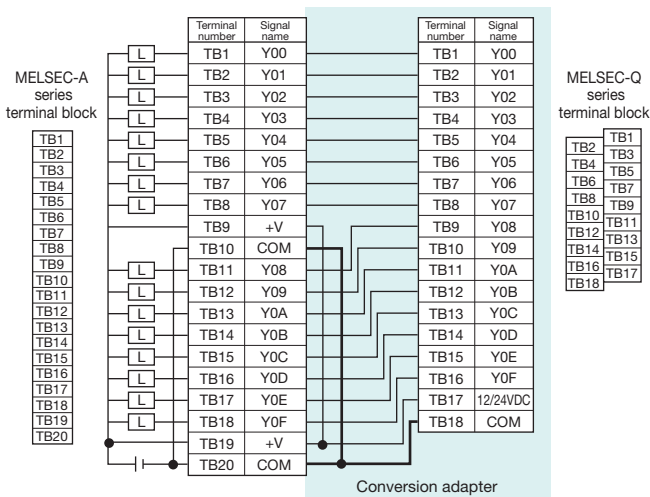 MELSEC-A
series
terminal block
TB1
TB2
TB3
TB4
TB5
TB6
TB7
TB8
TB9
TB10
TB11
TB12
TB13
TB14
TB15
TB16
TB17
TB18
TB19
TB20
Terminal number Signal name
L TB1 Y00
L TB2 Y01
L TB3 Y02
L TB4 Y03
L TB5 Y04
L TB6 Y05
L TB7 Y06
L TB8 Y07
TB9 +V
TB10 COM
L TB11 Y08
L TB12 Y09
L TB13 Y0A
L TB14 Y0B
L TB15 Y0C
L TB16 Y0D
L TB17 Y0E
L TB18 Y0F
TB19 +V
TB20 COM
Terminal number Signal name
TB1 Y00
TB2 Y01
TB3 Y02
TB4 Y03
TB5 Y04
TB6 Y05
TB7 Y06
TB8 Y07
TB9 Y08
TB10 Y09
TB11 Y0A
TB12 Y0B
TB13 Y0C
TB14 Y0D
TB15 Y0E
TB16 Y0F
TB17 12/24VDC
TB18 COM
Conversion adapter
MELSEC-Q
series
terminal block
TB1
TB2
TB3
TB4
TB5
TB6
TB7
TB8
TB9
TB10
TB11
TB12
TB13
TB14
TB15
TB16
TB17
TB18